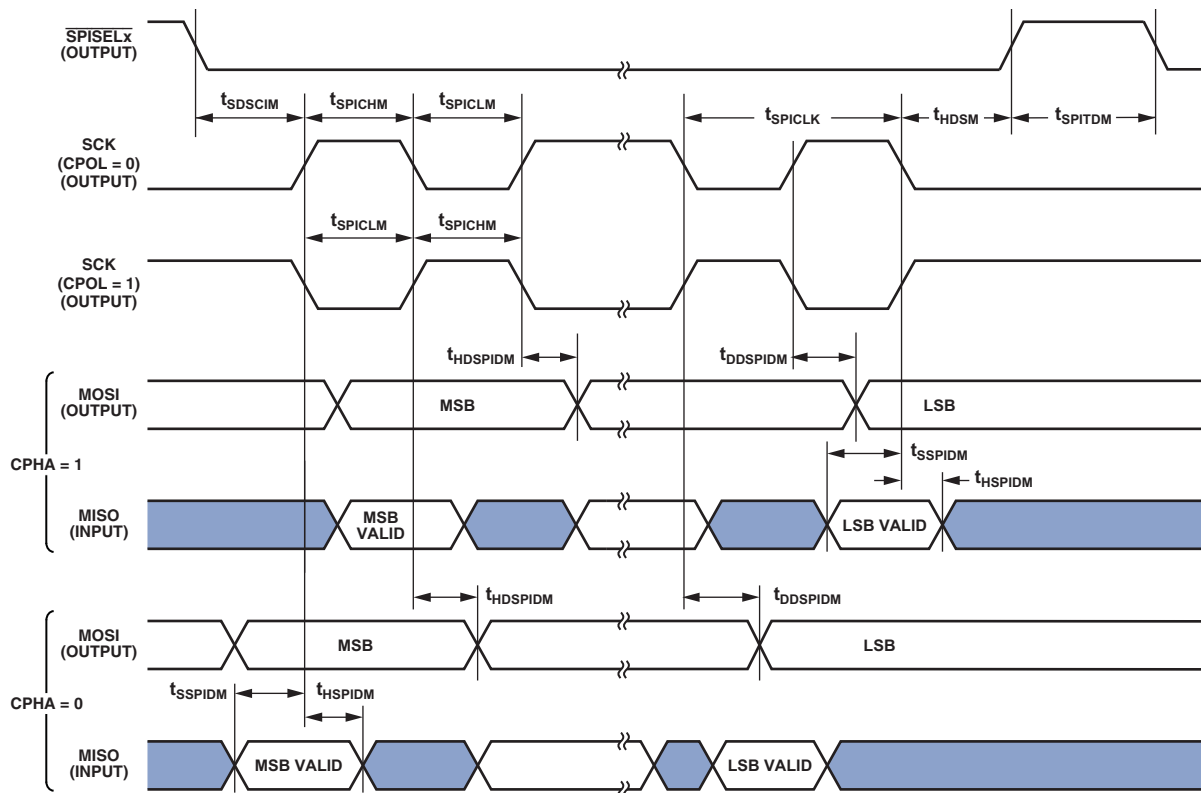 SPISELx
(OUTPUT)
tSDSCIM
tSPICHM
tSPICLM
tSPICLK
tHDSM
tSPITDM
SCK
(CPOL = 0)
(OUTPUT)
tSPICLM
tSPICHM
SCK
(CPOL = 1)
(OUTPUT)
tHDSPIDM
tDDSPIDM
CPHA = 1
MOSI
(OUTPUT)
MSB
LSB
tSSPIDM
tHSPIDM
MISO
(INPUT)
MSB
VALID
LSB VALID
tHDSPIDM
tDDSPIDM
CPHA = 0
MOSI
(OUTPUT)
MSB
LSB
tSSPIDM
tHSPIDM
MISO
(INPUT)
MSB VALID
LSB VALID